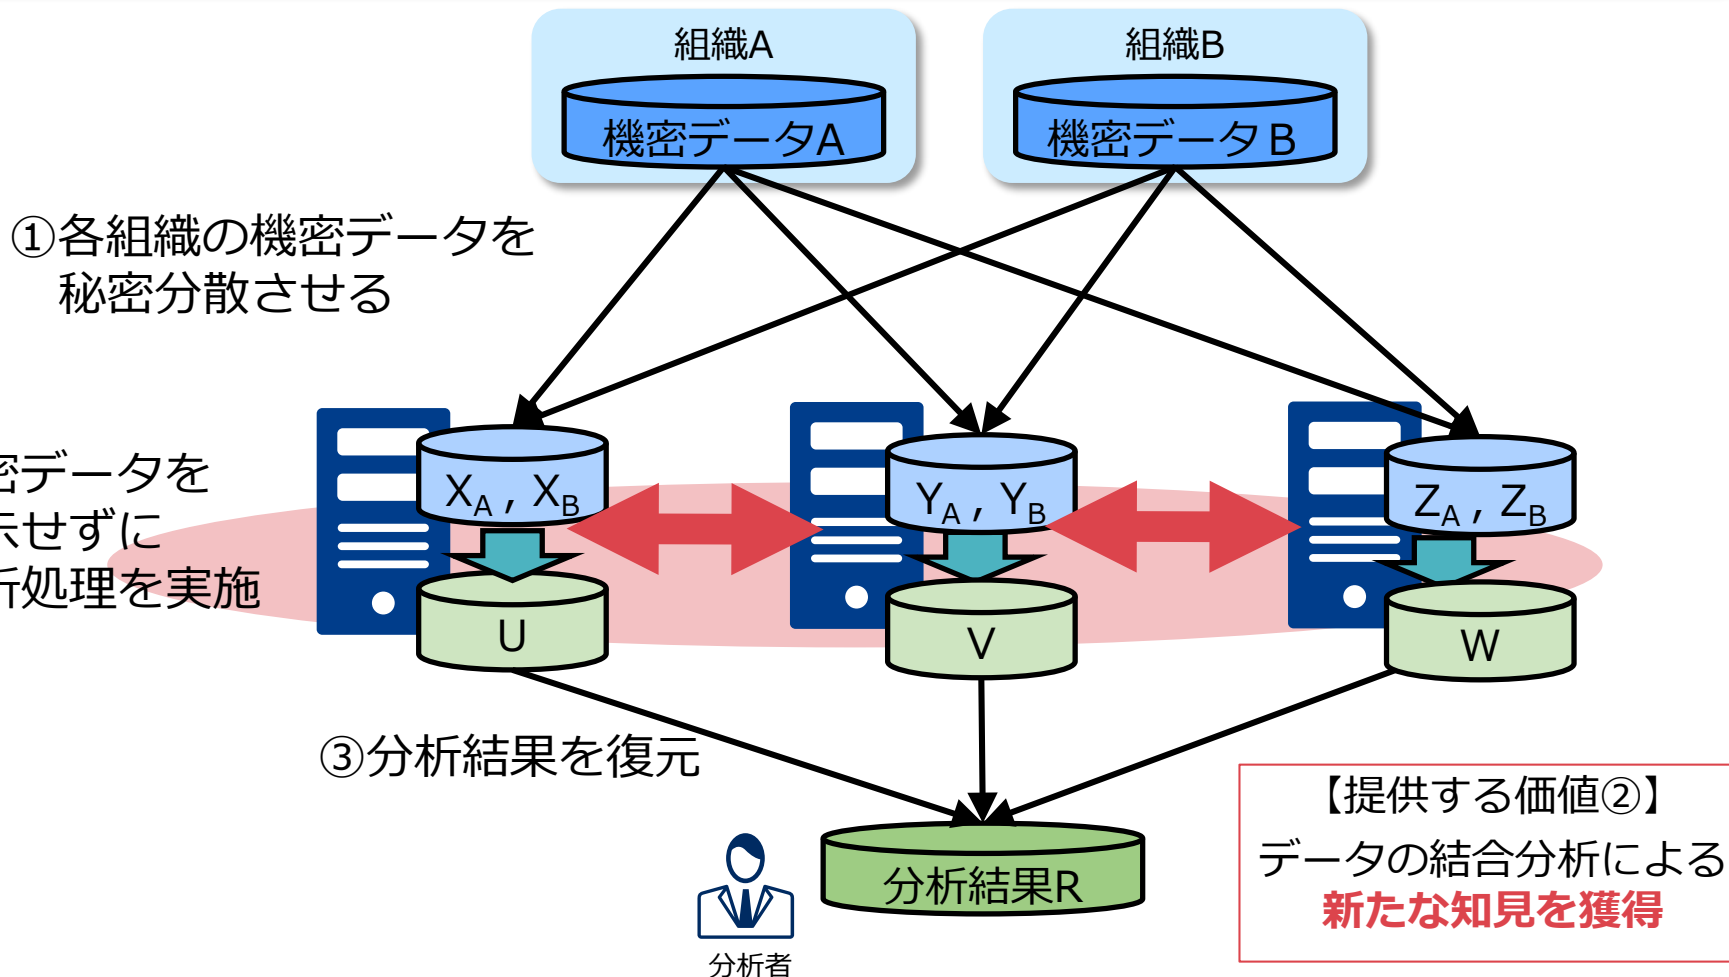 組織A
組織B
機密データA
機密データB
①各組織の機密データを
秘密分散させる
密データを
示せずに
析処理を実施
XA , XB
YA , YB
ZA , ZB
U
V
W
③分析結果を復元
分析結果R
分析者
【提供する価値②】
データの結合分析による
新たな知見を獲得